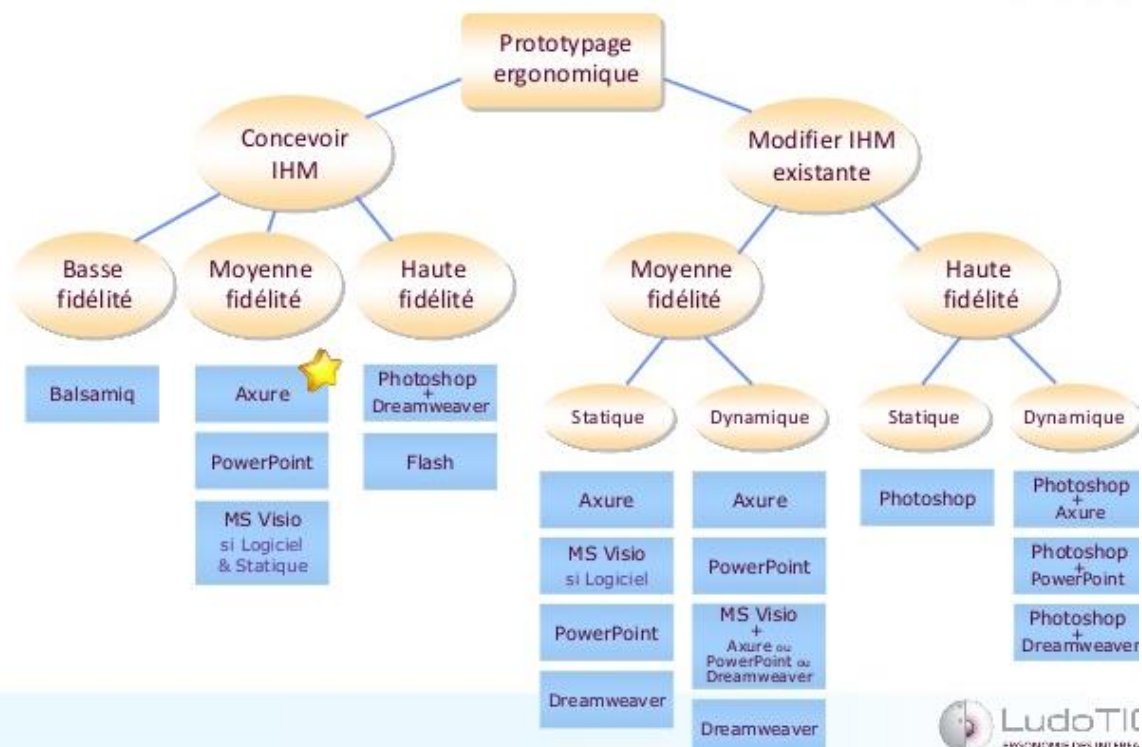 Prototypage
ergonomique
Concevoir
IHM
Modifier IHM
existante
Basse
fidélité
Moyenne
fidélité
Haute
fidélité
Moyenne
fidélité
Haute
fidélité
Balsamiq
Axure
PowerPoint
MS Visio
si Logiciel
& Statique
Photoshop
+
Dreamweaver
Flash
Statique
Dynamique
Statique
Dynamique
Axure
MS Visio
si Logiciel
PowerPoint
Dreamweaver
Axure
PowerPoint
MS Visio
+
Axure ou
PowerPoint ou
Dreamweaver
Dreamweaver
Photoshop
Photoshop
+
Axure
Photoshop
+
PowerPoint
Photoshop
+
Dreamweaver
LudoTIC
ERGONOMIE DES